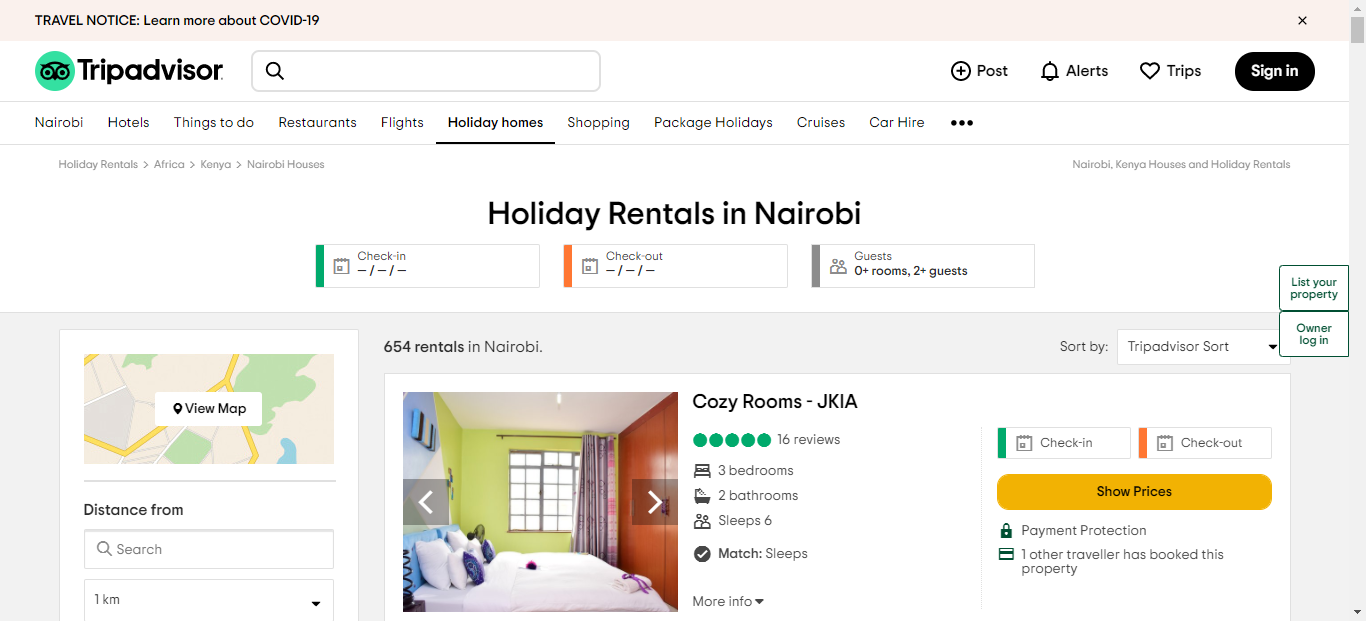 TRAVEL NOTICE: Learn more about COVID-19
Tripadvisor
Post
Alerts
Trips
Sign in
Nairobi
Hotels
Things to do
Restaurants
Flights
Holiday homes
Shopping
Package Holidays
Cruises
Car Hire
Holiday Rentals > Africa > Kenya > Nairobi Houses
Nairobi, Kenya Houses and Holiday Rentals
Holiday Rentals in Nairobi
Check-in
– / – / –
Check-out
– / – / –
Guests
0+ rooms, 2+ guests
List your
property
Owner
log in
View Map
Distance from
Search
1 km
654 rentals in Nairobi.
Sort by:
Tripadvisor Sort
Cozy Rooms - JKIA
16 reviews
3 bedrooms
2 bathrooms
Sleeps 6
Match: Sleeps
More info
Check-in
Check-out
Show Prices
Payment Protection
1 other traveller has booked this
property